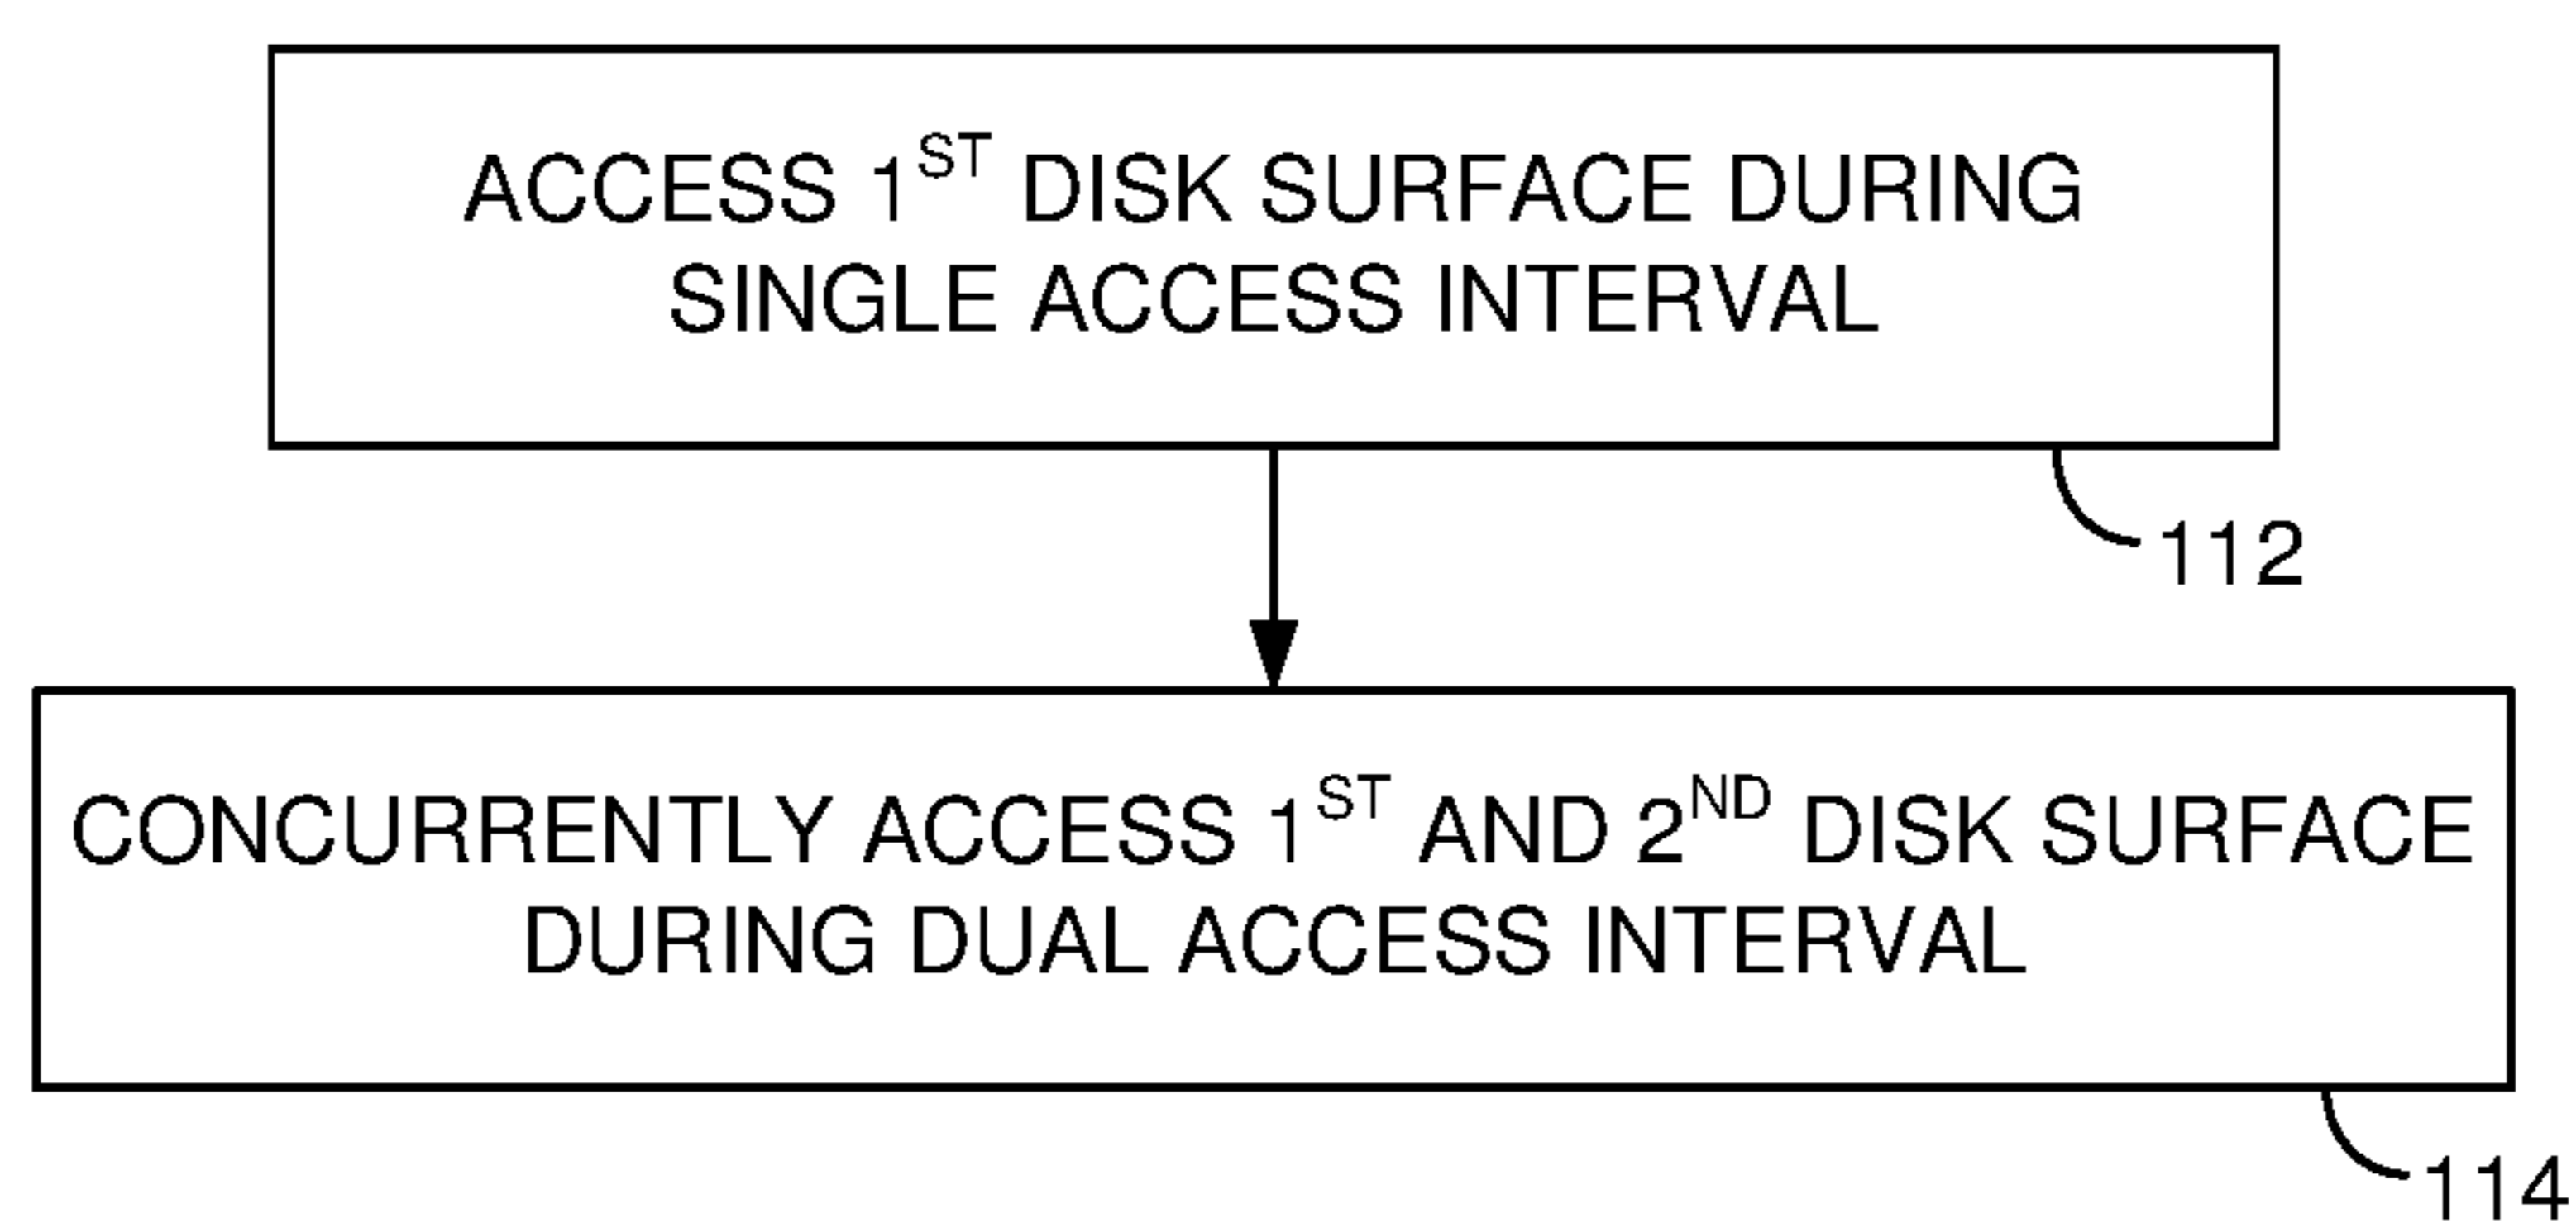 ACCESS 1ST DISK SURFACE DURING
SINGLE ACCESS INTERVAL
112
CONCURRENTLY ACCESS 1ST AND 2ND DISK SURFACE
DURING DUAL ACCESS INTERVAL
114